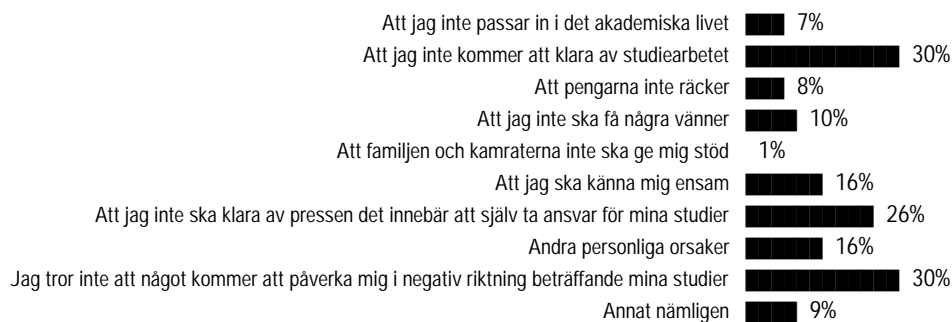 Att jag inte passar in i det akademiska livet 7%
Att jag inte kommer att klara av studiearbetet 30%
Att pengarna inte räcker 8%
Att jag inte ska få några vänner 10%
Att familjen och kamraterna inte ska ge mig stöd 1%
Att jag ska känna mig ensam 16%
Att jag inte ska klara av pressen det innebär att själv ta ansvar för mina studier 26%
Andra personliga orsaker 16%
Jag tror inte att något kommer att påverka mig i negativ riktning beträffande mina studier 30%
Annat nämligen 9%